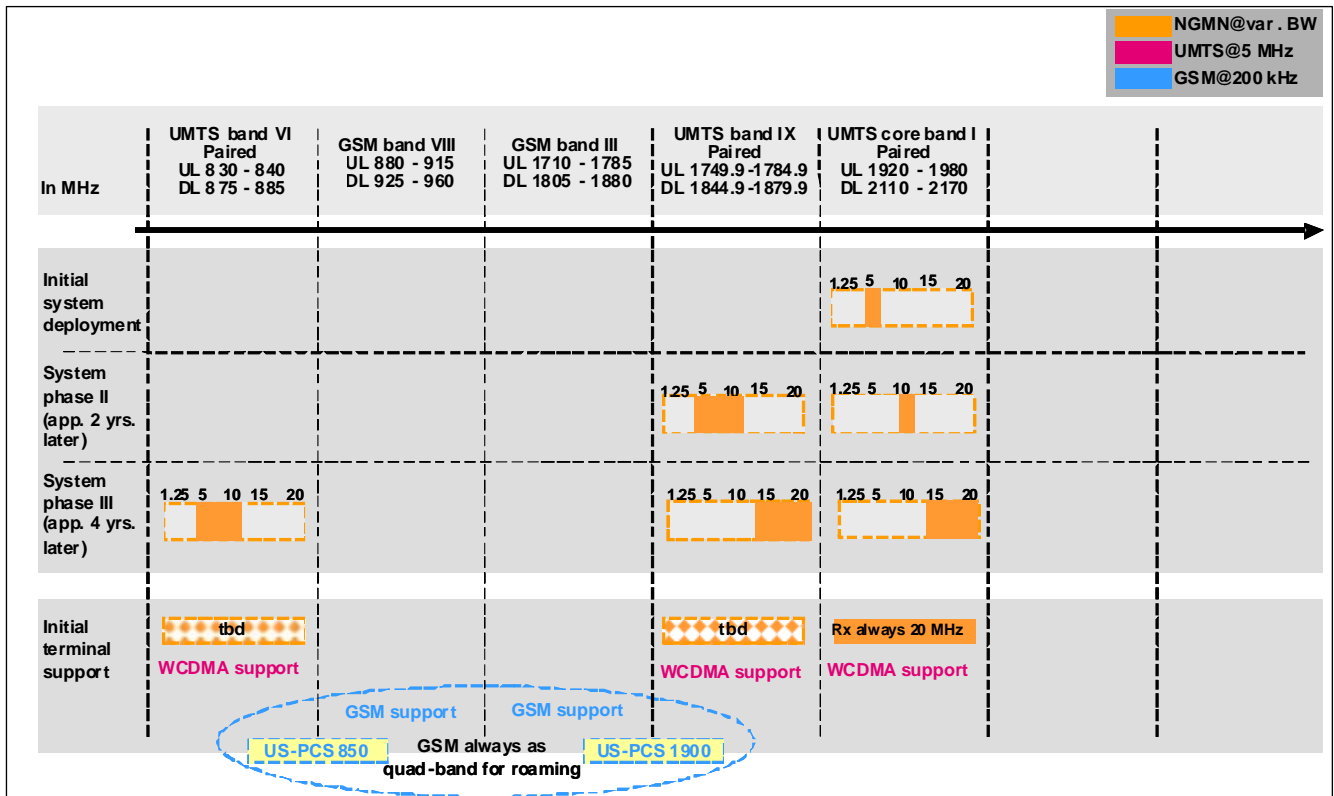 NGMN@var . BW
UMTS@5 MHz
GSM@200 kHz
In MHz
UMTS band VI
Paired
UL 830 - 840
DL 875 - 885
GSM band VIII
UL 880 - 915
DL 925 - 960
GSM band III
UL 1710 - 1785
DL 1805 - 1880
UMTS band IX
Paired
UL 1749.9-1784.9
DL 1844.9-1879.9
UMTS core band I
Paired
UL 1920 - 1980
DL 2110 - 2170
Initial
system
deployment
1.25 5 10 15 20
System
phase II
(app. 2 yrs.
later)
1.25 5 10 15 20
1.25 5 10 15 20
System
phase III
(app. 4 yrs.
later)
1.25 5 10 15 20
1.25 5 10 15 20
1.25 5 10 15 20
Initial
terminal
support
tbd
WCDMA support
tbd
WCDMA support
Rx always 20 MHz
WCDMA support
GSM support
GSM support
US-PCS 850
GSM always as
quad-band for roaming
US-PCS 1900